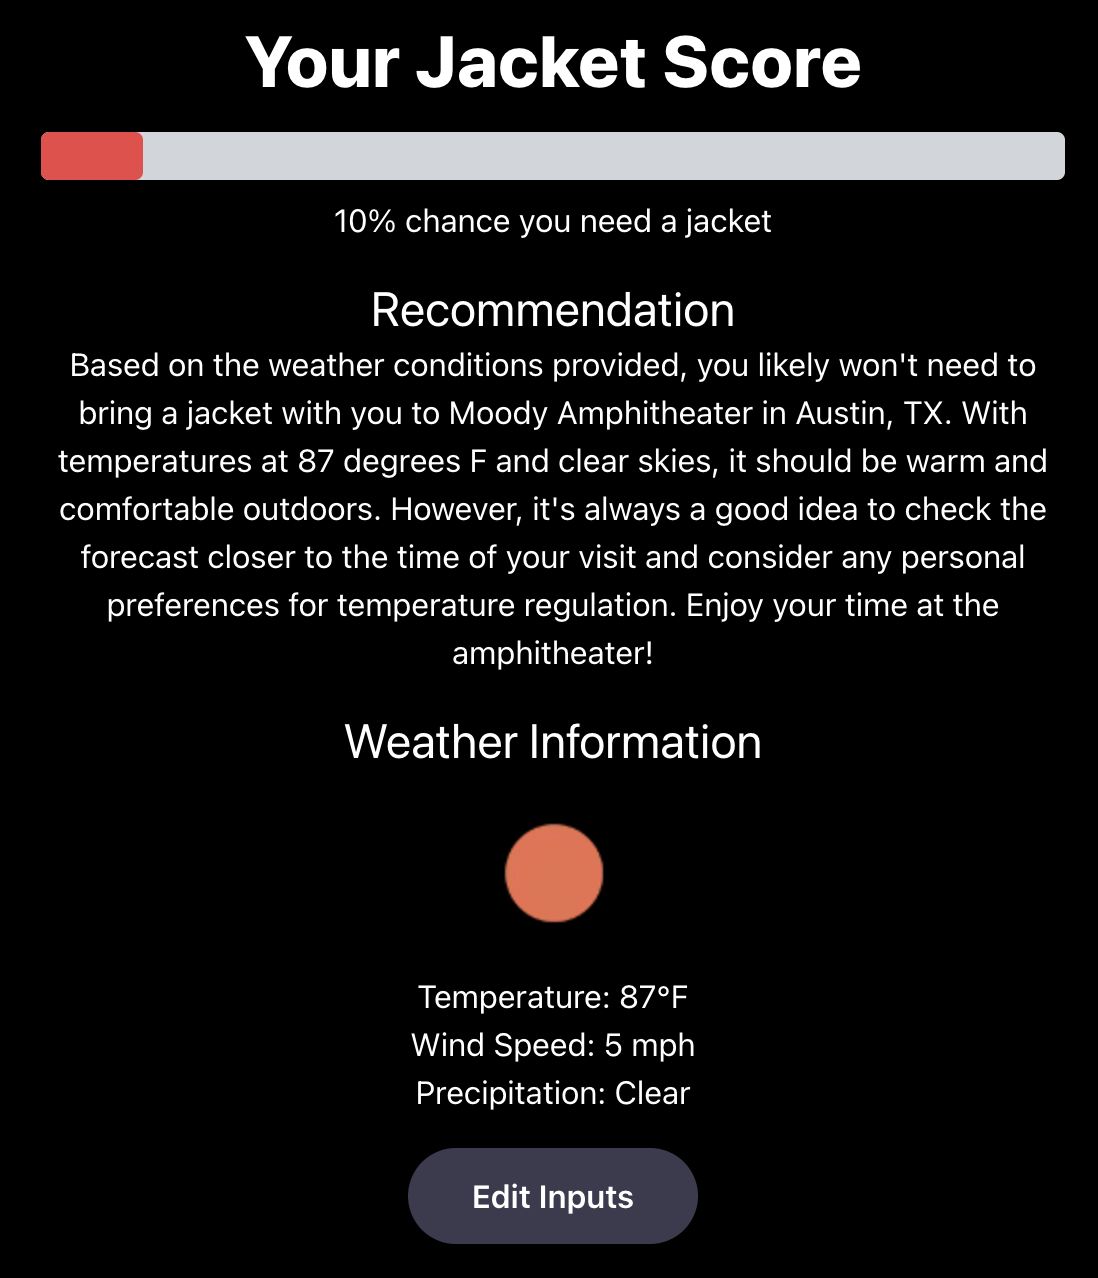 Your Jacket Score
10% chance you need a jacket
Recommendation
Based on the weather conditions provided, you likely won't need to
bring a jacket with you to Moody Amphitheater in Austin, TX. With
temperatures at 87 degrees F and clear skies, it should be warm and
comfortable outdoors. However, it's always a good idea to check the
forecast closer to the time of your visit and consider any personal
preferences for temperature regulation. Enjoy your time at the
amphitheater!
Weather Information
Temperature: 87°F
Wind Speed: 5 mph
Precipitation: Clear
Edit Inputs